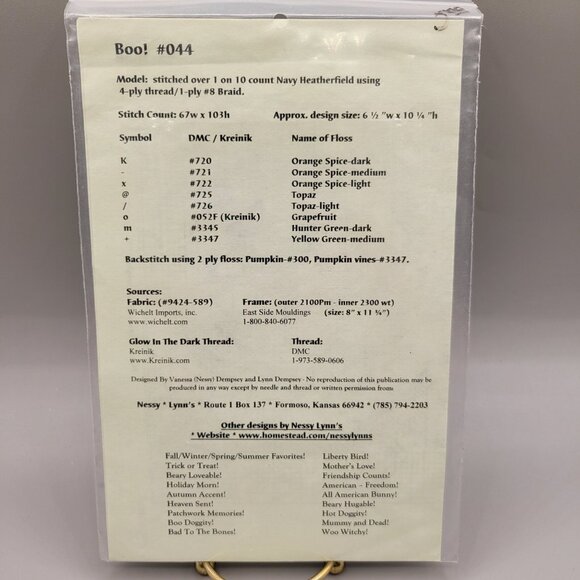 Boo! #044
Model: stitched over 1 on 10 count Navy Heatherfield using
4-ply thread/1-ply #8 Braid.
Stitch Count: 67w x 103h Approx. design size: 6 ½ "w x 10 ¼ "h
Symbol DMC / Kreinik Name of Floss
K #720 Orange Spice-dark
- #721 Orange Spice-medium
x #722 Orange Spice-light
@ #725 Topaz
/ #726 Topaz-light
o #052F (Kreinik) Grapefruit
m #3345 Hunter Green-dark
+ #3347 Yellow Green-medium
Backstitch using 2 ply floss: Pumpkin-#300, Pumpkin vines-#3347.
Sources:
Fabric: (#9424-589) Frame: (outer 2100Pm - inner 2300 wt)
Wichelt Imports, inc. East Side Mouldings (size: 8" x 11 ¾")
www.wichelt.com 1-800-840-6077
Glow In The Dark Thread: Thread:
Kreinik DMC
www.Kreinik.com 1-973-589-0606
Designed By Vanessa (Nessy) Dempsey and Lynn Dempsey - No reproduction of this publication may be
produced in any way except by needle and thread or written permission from:
Nessy * Lynn's * Route 1 Box 137 * Formoso, Kansas 66942 * (785) 794-2203
Other designs by Nessy Lynn's
* Website * www.homestead.com/nessylynns
Fall/Winter/Spring/Summer Favorites! Liberty Bird!
Trick or Treat! Mother's Love!
Beary Loveable! Friendship Counts!
Holiday Morn! American - Freedom!
Autumn Accent! All American Bunny!
Heaven Sent! Beary Hugable!
Patchwork Memories! Hot Doggity!
Boo Doggity! Mummy and Dead!
Bad To The Bones! Woo Witchy!